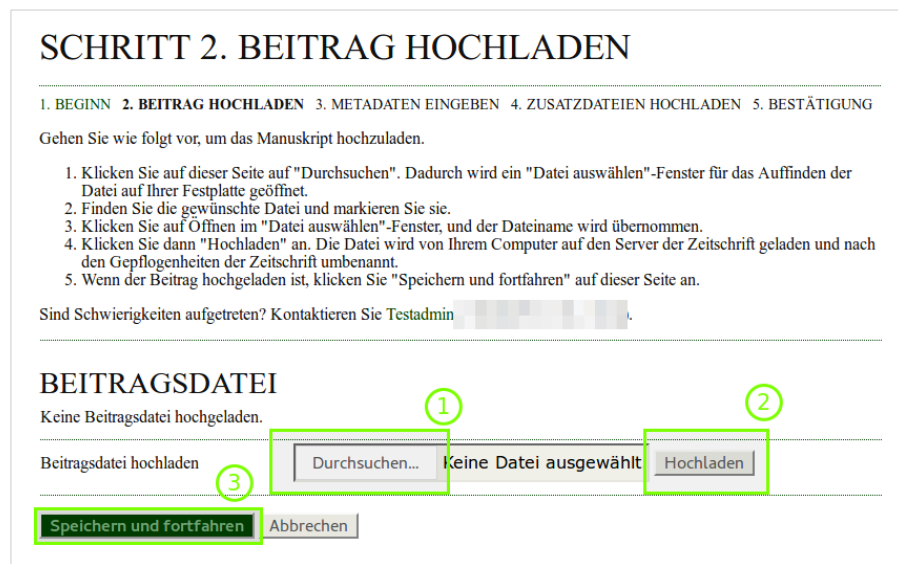 SCHRITT 2. BEITRAG HOCHLADEN
1. BEGINN 2. BEITRAG HOCHLADEN 3. METADATEN EINGEBEN 4. ZUSATZDATEIEN HOCHLADEN 5. BESTÄTIGUNG
Gehen Sie wie folgt vor, um das Manuskript hochzuladen.
1. Klicken Sie auf dieser Seite auf "Durchsuchen". Dadurch wird ein "Datei auswählen"-Fenster für das Auffinden der
Datei auf Ihrer Festplatte geöffnet.
2. Finden Sie die gewünschte Datei und markieren Sie sie.
3. Klicken Sie auf Öffnen im "Datei auswählen"-Fenster, und der Dateiname wird übernommen.
4. Klicken Sie dann "Hochladen" an. Die Datei wird von Ihrem Computer auf den Server der Zeitschrift geladen und nach
den Gepflogenheiten der Zeitschrift umbenannt.
5. Wenn der Beitrag hochgeladen ist, klicken Sie "Speichern und fortfahren" auf dieser Seite an.
Sind Schwierigkeiten aufgetreten? Kontaktieren Sie Testadmin
BEITRAGSDATEI
Keine Beitragsdatei hochgeladen.
1
2
Beitragsdatei hochladen Durchsuchen... Keine Datei ausgewählt Hochladen
3
Speichern und fortfahren Abbrechen